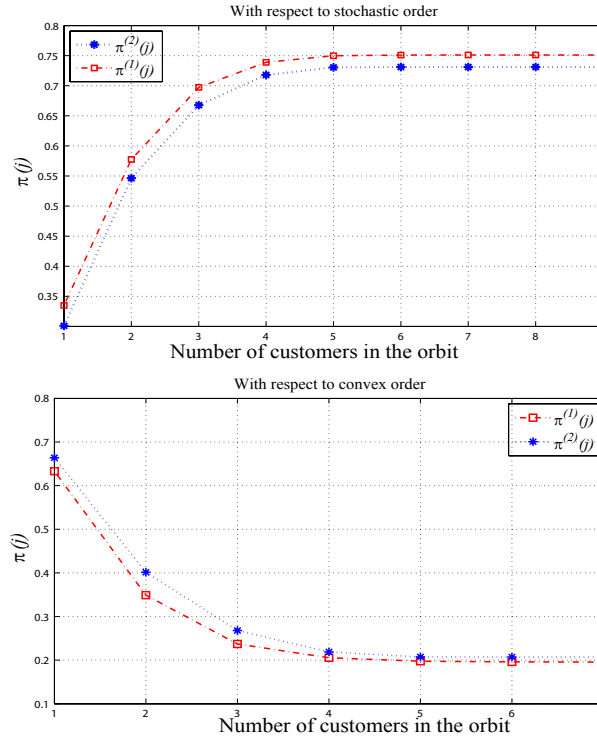 With respect to stochastic order
0.8
0.75
0.7
0.65
0.6
0.55
0.5
0.45
0.4
0.35
π (j)
π(2)(j)
π(1)(j)
1 2 3 4 5 6 7 8
Number of customers in the orbit
With respect to convex order
0.8
0.7
0.6
0.5
0.4
0.3
0.2
0.1
π (j)
π(1)(j)
π(2)(j)
1 2 3 4 5 6
Number of customers in the orbit